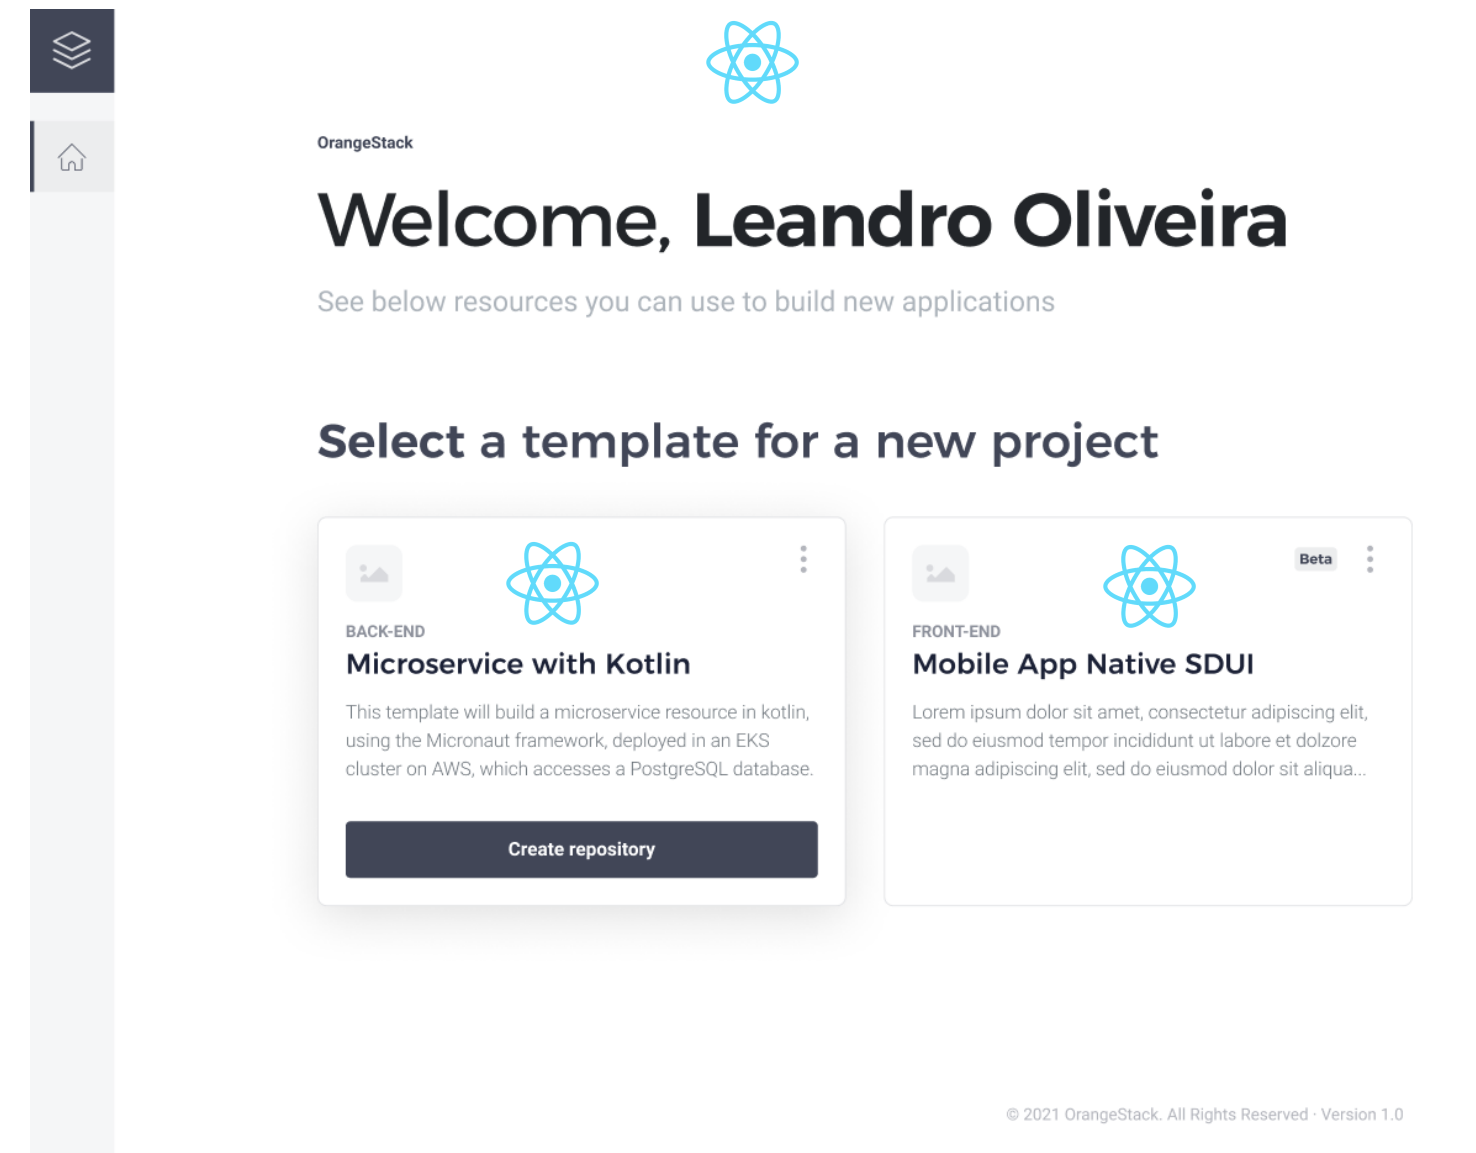 OrangeStack
Welcome, Leandro Oliveira
See below resources you can use to build new applications
Select a template for a new project
BACK-END
Microservice with Kotlin
This template will build a microservice resource in kotlin,
using the Micronaut framework, deployed in an EKS
cluster on AWS, which accesses a PostgreSQL database.
Create repository
Beta
FRONT-END
Mobile App Native SDUI
Lorem ipsum dolor sit amet, consectetur adipiscing elit,
sed do eiusmod tempor incididunt ut labore et dolzore
magna adipiscing elit, sed do eiusmod dolor sit aliqua...
© 2021 OrangeStack. All Rights Reserved · Version 1.0